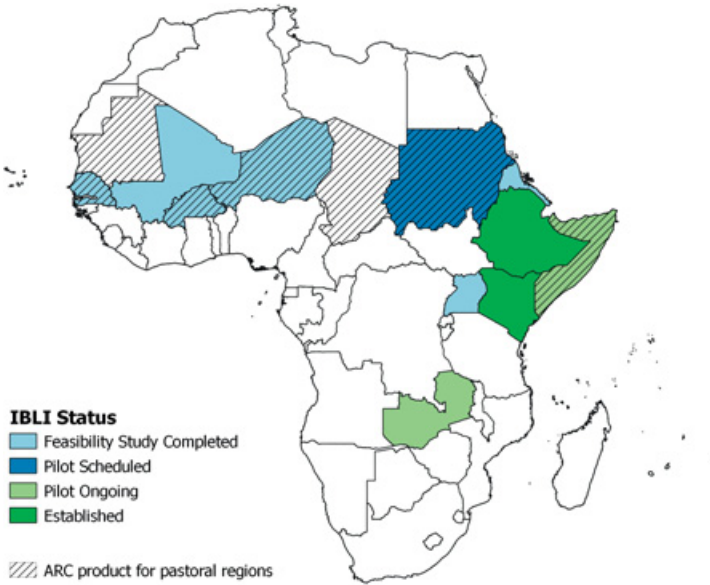 IBLI Status
Feasibility Study Completed
Pilot Scheduled
Pilot Ongoing
Established
ARC product for pastoral regions